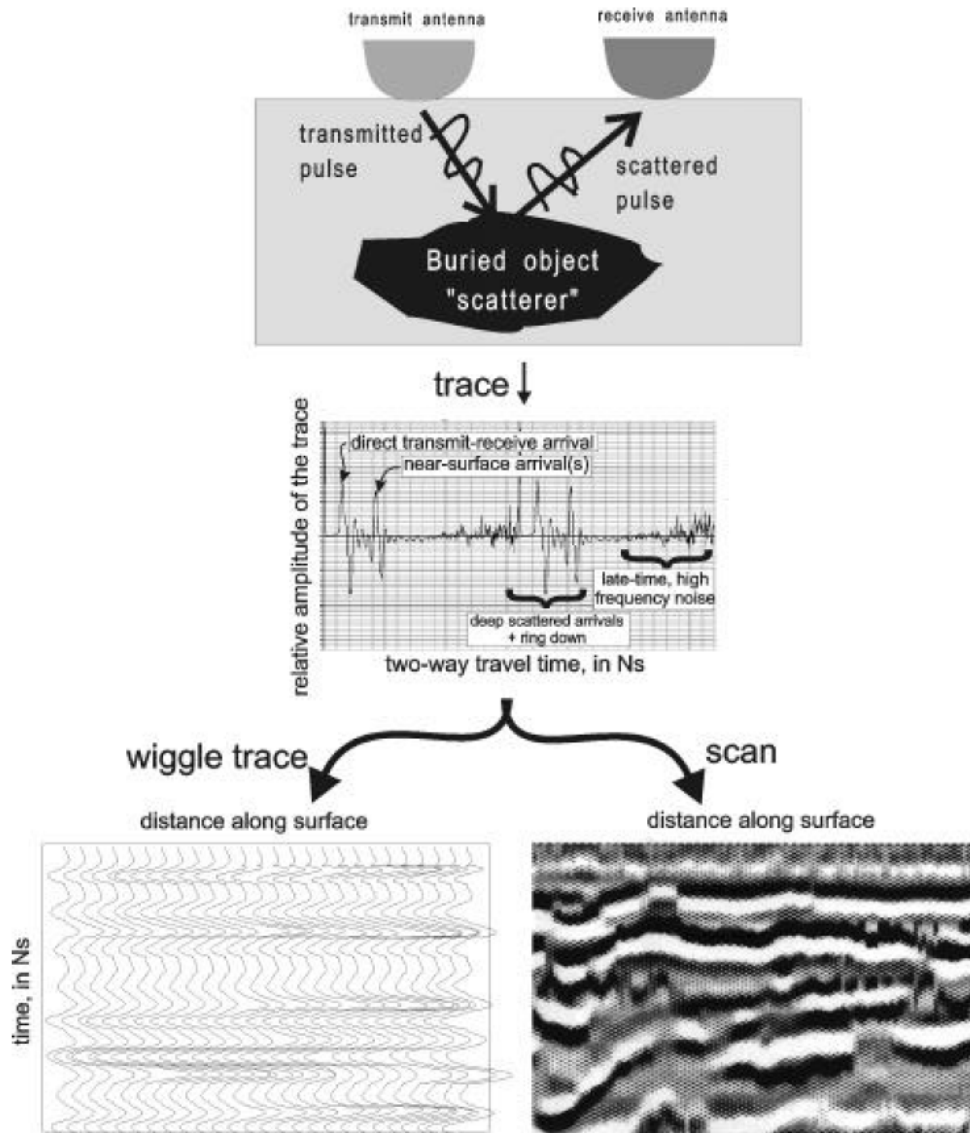 transmit antenna
receive antenna
transmitted
pulse
scattered
pulse
Buried object
"scatterer"
trace
relative amplitude of the trace
direct transmit-receive arrival
near-surface arrival(s)
late-time, high
frequency noise
deep scattered arrivals
+ ring down
two-way travel time, in Ns
wiggle trace
scan
distance along surface
distance along surface
time, in Ns